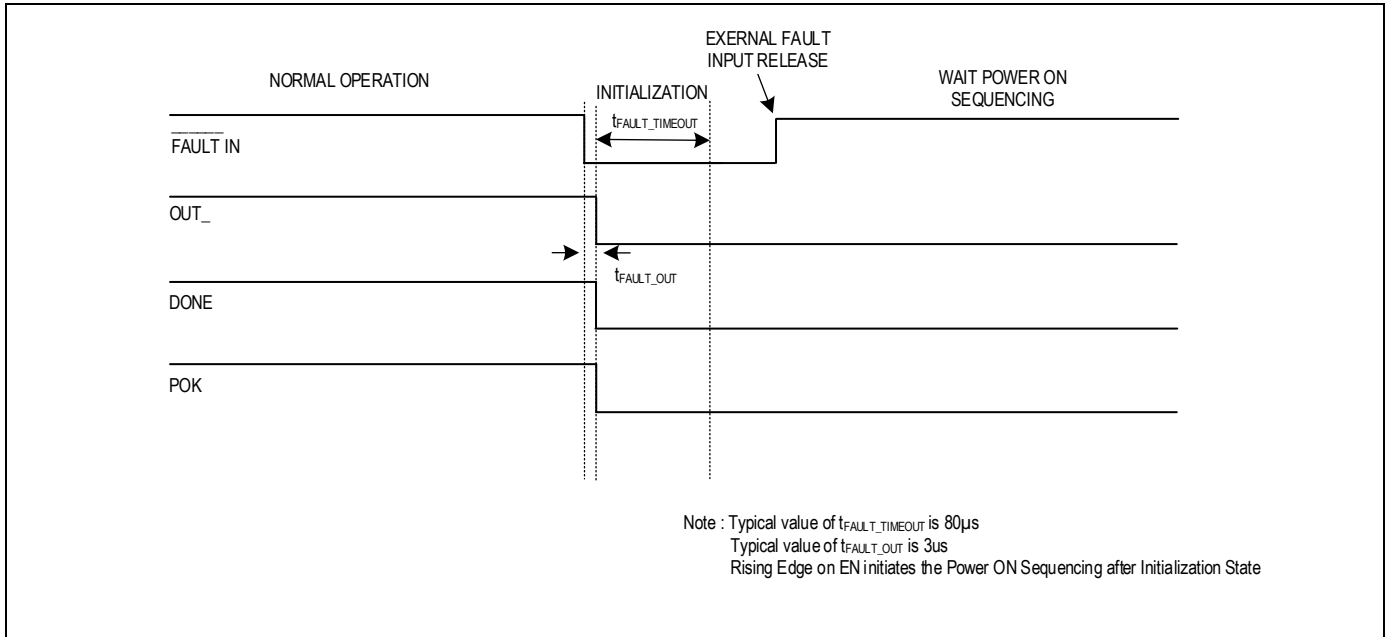 EXERNAL FAULT
INPUT RELEASE
NORMAL OPERATION
INITIALIZATION
WAIT POWER ON
SEQUENCING
tFAULT_TIMEOUT
FAULT IN
OUT_
tFAULT_OUT
DONE
POK
Note : Typical value of tFAULT_TIMEOUT is 80µs
Typical value of tFAULT_OUT is 3us
Rising Edge on EN initiates the Power ON Sequencing after Initialization State